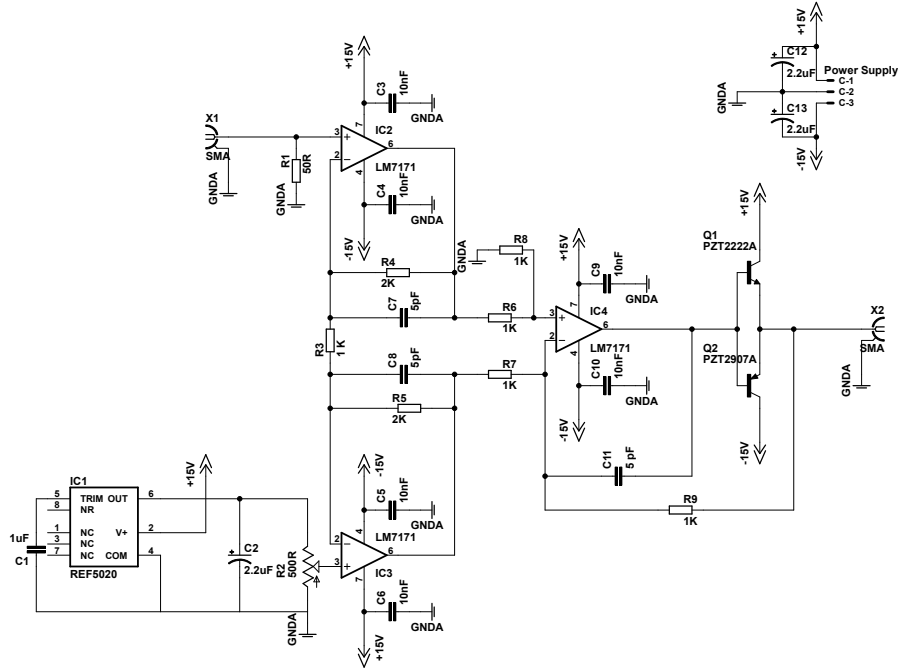 +15V
C12
2.2uF
Power Supply
C-1
C-2
C-3
GNDA
C13
2.2uF
-15V
+15V
C3
10nF
GNDA
X1
SMA
GNDA
R1
50R
GNDA
3
2
7
6
4
IC2
LM7171
C4
10nF
GNDA
-15V
R4
2K
C7
5pF
R3
1 K
C8
5pF
R5
2K
GNDA
R8
1K
R6
1K
R7
1K
+15V
C9
10nF
GNDA
3
2
7
6
4
IC4
LM7171
C10
10nF
GNDA
-15V
C11
5 pF
R9
1K
Q1
PZT2222A
+15V
Q2
PZT2907A
-15V
X2
SMA
GNDA
+15V
IC1
5
8
1
3
7
TRIM OUT
NR
NC
NC
NC
V+
COM
6
2
4
REF5020
1uF
C1
C2
2.2uF
R2
500R
GNDA
-15V
C5
10nF
GNDA
2
3
4
6
7
LM7171
IC3
C6
10nF
GNDA
+15V